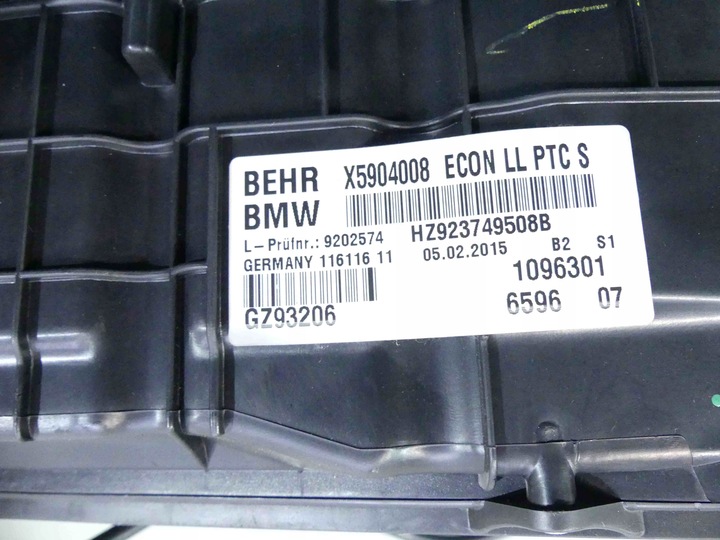 BEHR X5904008 ECON LL PTC S
BMW
L-Prüfnr.: 9202574 HZ923749508B
GERMANY 116116 11 05.02.2015 B2 S1
1096301
GZ93206 6596 07